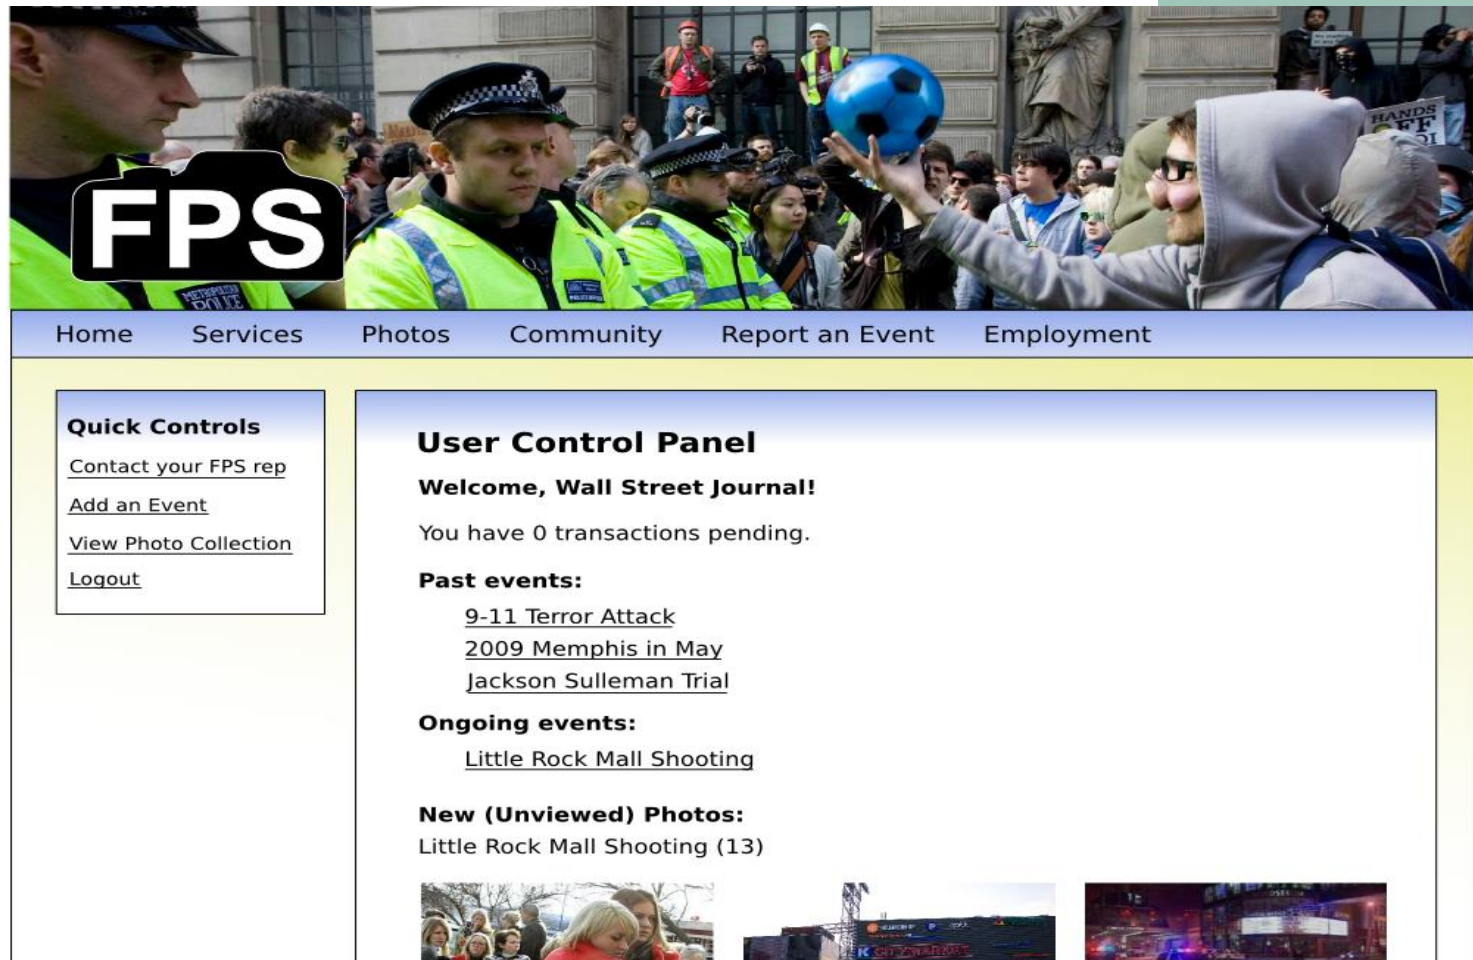 HANDS
FPS
METROPOLITAN
POLICE
Home Services Photos Community Report an Event Employment
Quick Controls
Contact your FPS rep
Add an Event
View Photo Collection
Logout
User Control Panel
Welcome, Wall Street Journal!
You have 0 transactions pending.
Past events:
9-11 Terror Attack
2009 Memphis in May
Jackson Sulleman Trial
Ongoing events:
Little Rock Mall Shooting
New (Unviewed) Photos:
Little Rock Mall Shooting (13)